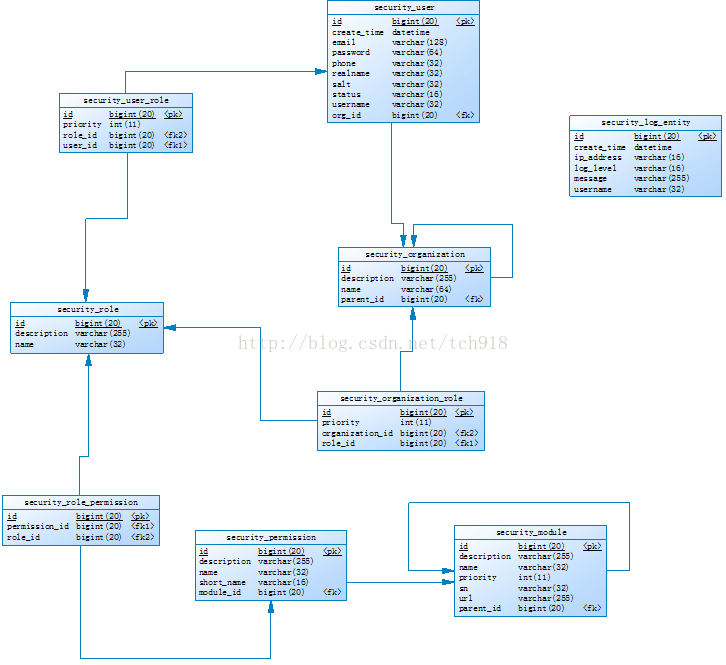 security_user
id bigint(20) <pk>
create_time datetime
email varchar(128)
password varchar(64)
phone varchar(32)
realname varchar(32)
salt varchar(32)
status varchar(16)
username varchar(32)
org_id bigint(20) <fk>
security_user_role
id bigint(20) <pk>
priority int(11)
role_id bigint(20) <fk2>
user_id bigint(20) <fk1>
security_log_entity
id bigint(20) <pk>
create_time datetime
ip_address varchar(16)
log_level varchar(16)
message varchar(255)
username varchar(32)
security_organization
id bigint(20) <pk>
description varchar(255)
name varchar(64)
parent_id bigint(20) <fk>
security_role
id bigint(20) <pk>
description varchar(255)
name varchar(32)
http://blog.csdn.net/tch918
security_organization_role
id bigint(20) <pk>
priority int(11)
organization_id bigint(20) <fk2>
role_id bigint(20) <fk1>
security_role_permission
id bigint(20) <pk>
permission_id bigint(20) <fk1>
role_id bigint(20) <fk2>
security_permission
id bigint(20) <pk>
description varchar(255)
name varchar(32)
short_name varchar(16)
module_id bigint(20) <fk>
security_module
id bigint(20) <pk>
description varchar(255)
name varchar(32)
priority int(11)
sn varchar(32)
url varchar(255)
parent_id bigint(20) <fk>